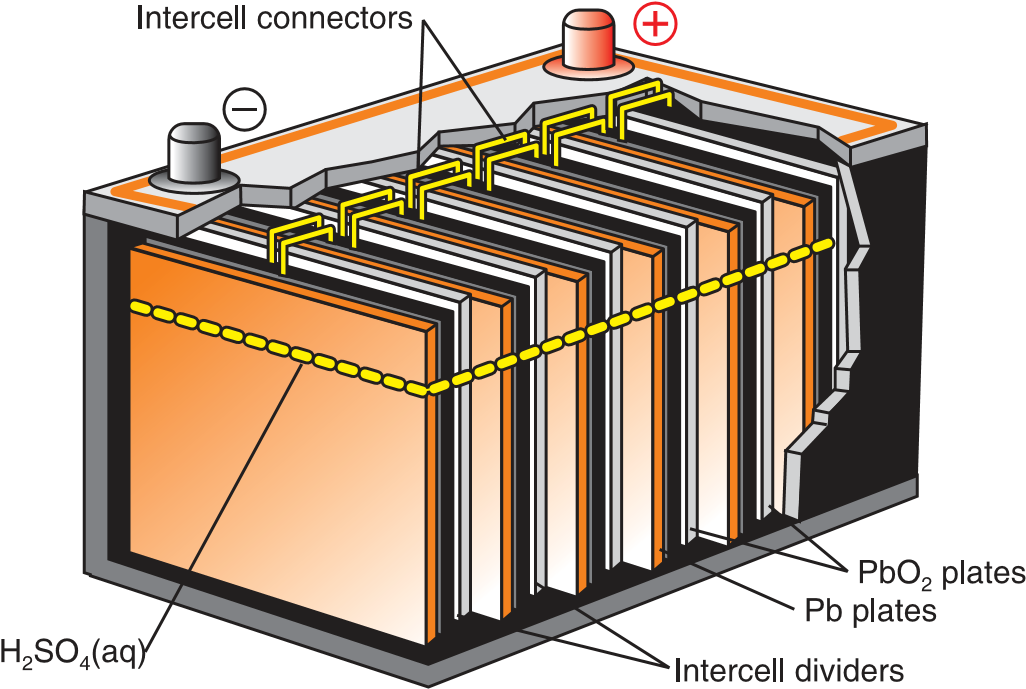 Intercell connectors
+
−
PbO₂ plates
Pb plates
H₂SO₄(aq)
Intercell dividers